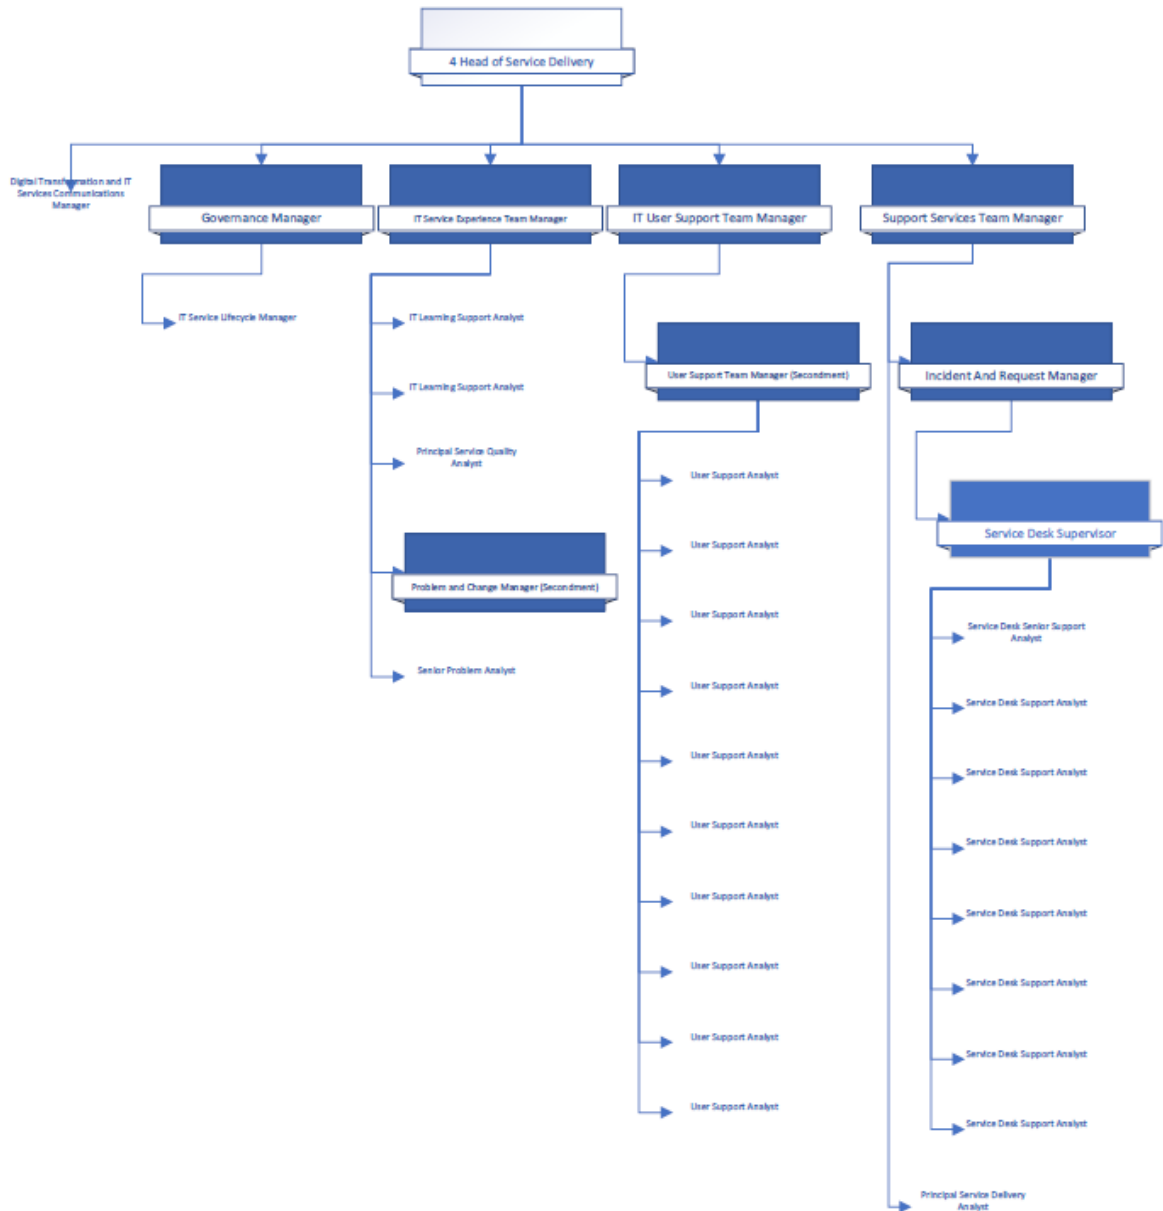 4 Head of Service Delivery
Digital Transformation and IT
Services Communications
Manager
Governance Manager
IT Service Experience Team Manager
IT User Support Team Manager
Support Services Team Manager
IT Service Lifecycle Manager
IT Learning Support Analyst
IT Learning Support Analyst
Principal Service Quality
Analyst
Problem and Change Manager (Secondment)
Senior Problem Analyst
User Support Team Manager (Secondment)
User Support Analyst
User Support Analyst
User Support Analyst
User Support Analyst
User Support Analyst
User Support Analyst
User Support Analyst
User Support Analyst
User Support Analyst
User Support Analyst
Incident And Request Manager
Service Desk Supervisor
Service Desk Senior Support
Analyst
Service Desk Support Analyst
Service Desk Support Analyst
Service Desk Support Analyst
Service Desk Support Analyst
Service Desk Support Analyst
Service Desk Support Analyst
Service Desk Support Analyst
Principal Service Delivery
Analyst